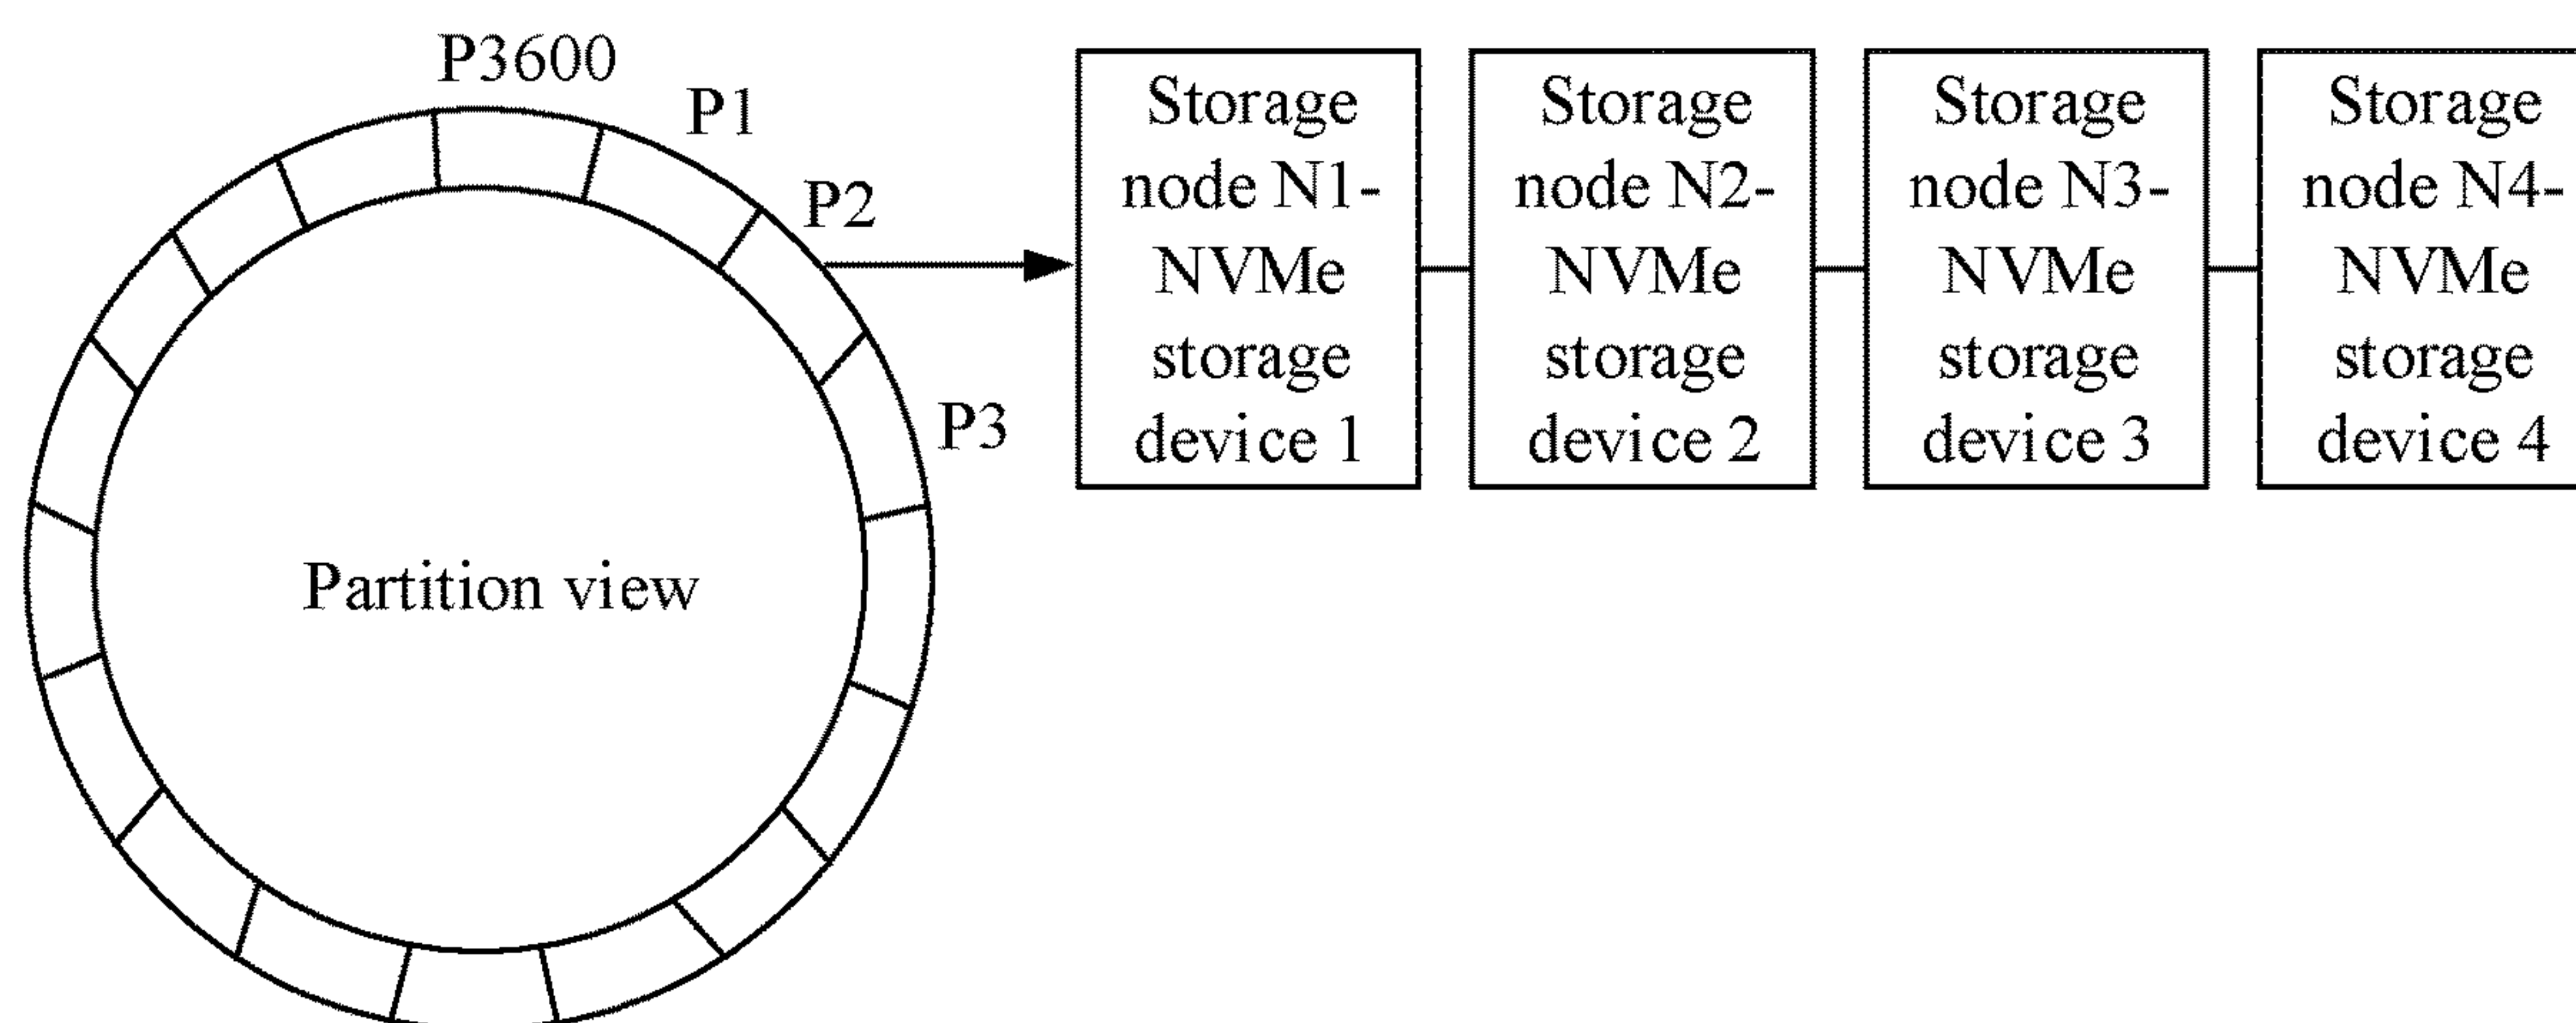 P3600
P1
P2
P3
Partition view
Storage
node N1-
NVMe
storage
device 1
Storage
node N2-
NVMe
storage
device 2
Storage
node N3-
NVMe
storage
device 3
Storage
node N4-
NVMe
storage
device 4